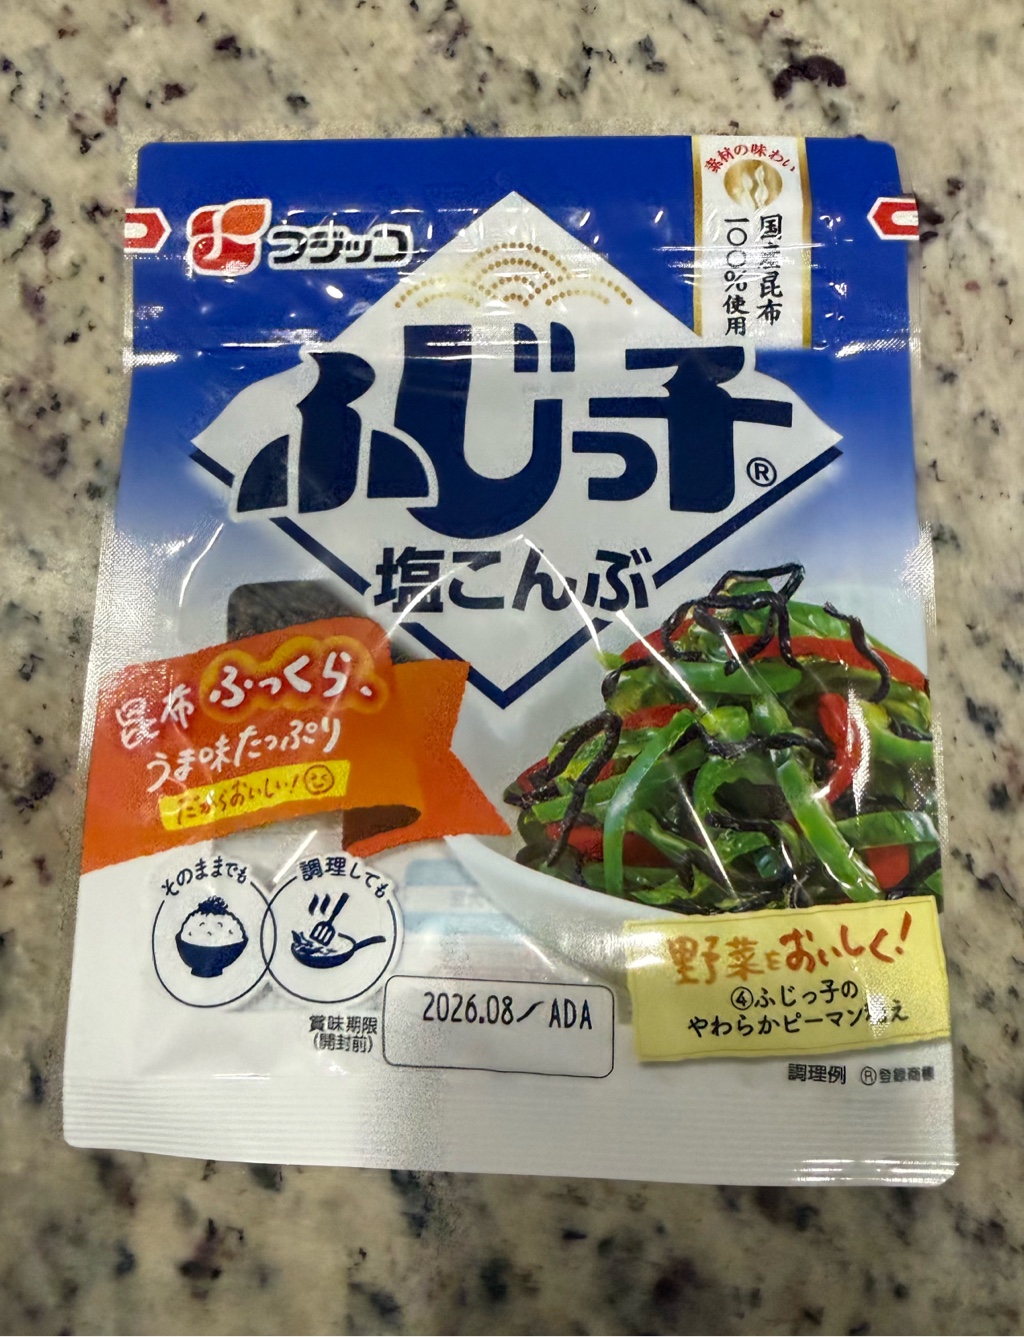 フジッコ
素材の味わい
国産昆布
一〇〇%使用
ふじっ子®
塩こんぶ
昆布ふっくら、
うま味たっぷり
だからおいしい!
そのままでも
調理しても
賞味期限
(開封前)
2026.08/ADA
野菜をおいしく!
④ふじっ子の
やわらかピーマン
調理例 ®登録商標